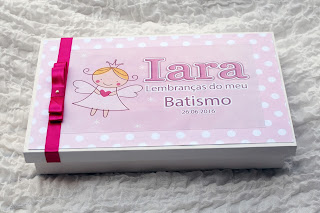 Iara
Lembranças do meu
Batismo
26.06.2016